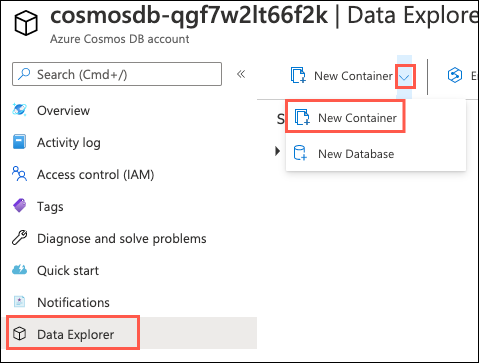 cosmosdb-qgf7w2lt66f2k | Data Explorer
Azure Cosmos DB account
Search (Cmd+/)
«
New Container
New Container
New Database
Overview
Activity log
Access control (IAM)
Tags
Diagnose and solve problems
Quick start
Notifications
Data Explorer